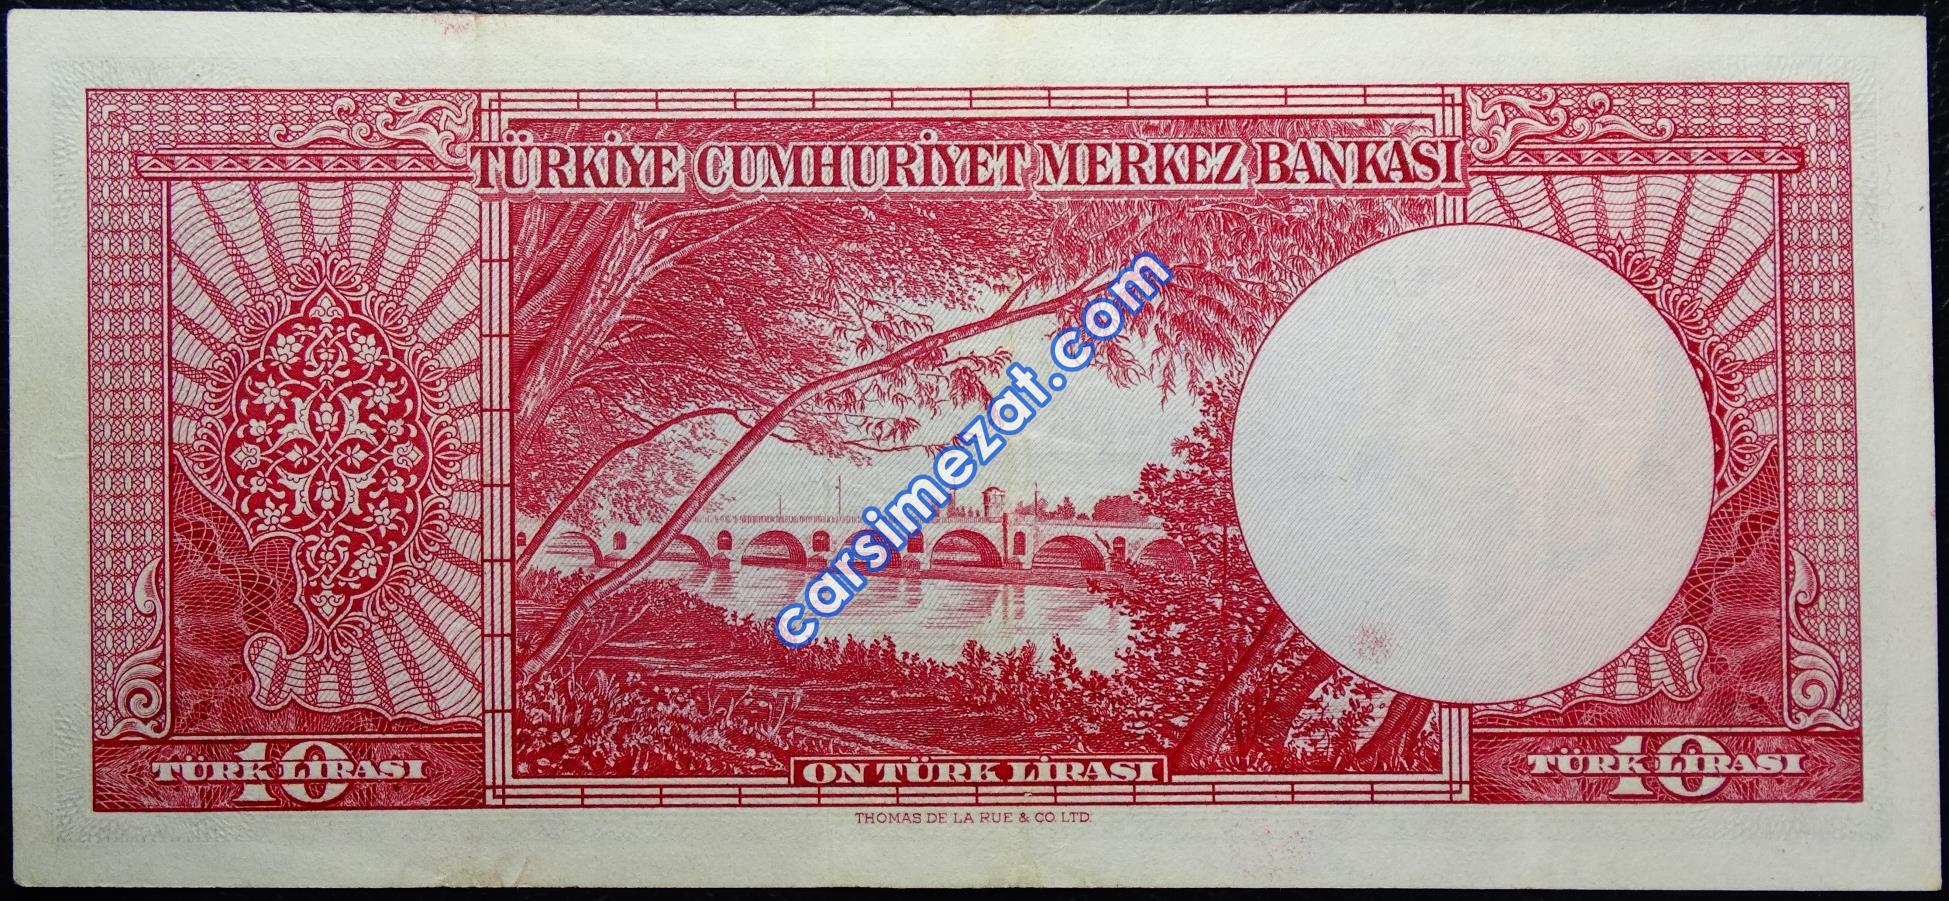 TÜRKİYE CUMHURİYET MERKEZ BANKASI
carsimezat.com
10
TÜRK LİRASI
ON TÜRK LİRASI
10
TÜRK LİRASI
THOMAS DE LA RUE & CO. LTD.